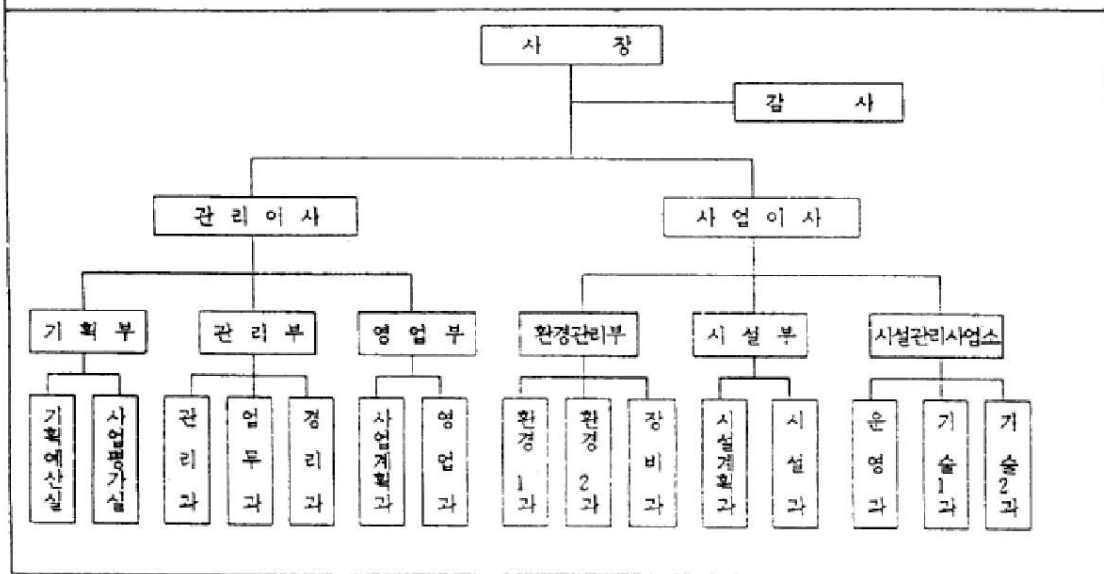 사 장
감 사
관 리 이 사
사 업 이 사
기 획 부
관 리 부
영 업 부
환경관리부
시 설 부
시설관리사업소
기획예산실
사업평가실
관리과
업무과
경리과
사업계획과
영업과
환경 1과
환경 2과
장비과
시설계획과
시설과
운영과
기술1과
기술2과